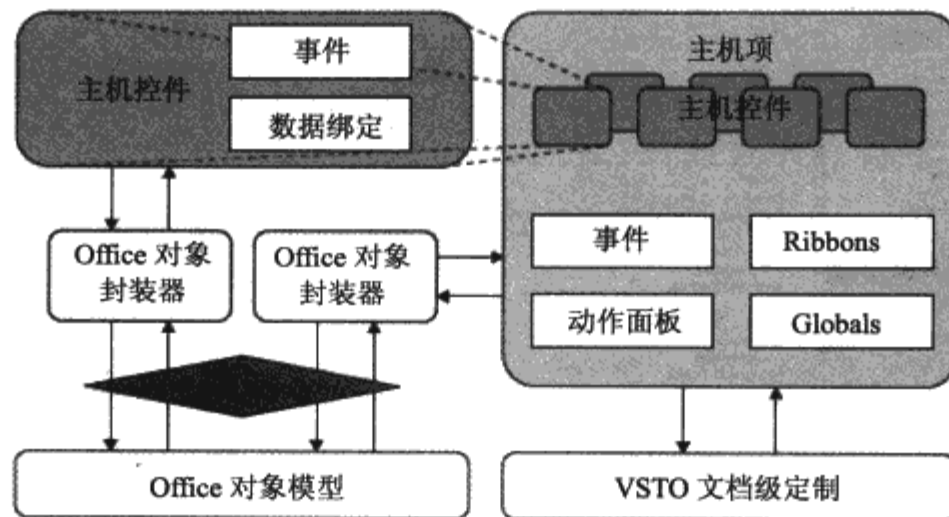 事件
主机控件
数据绑定
主机项
主机控件
Office 对象
封装器
Office 对象
封装器
事件
Ribbons
动作面板
Globals
Office 对象模型
VSTO 文档级定制